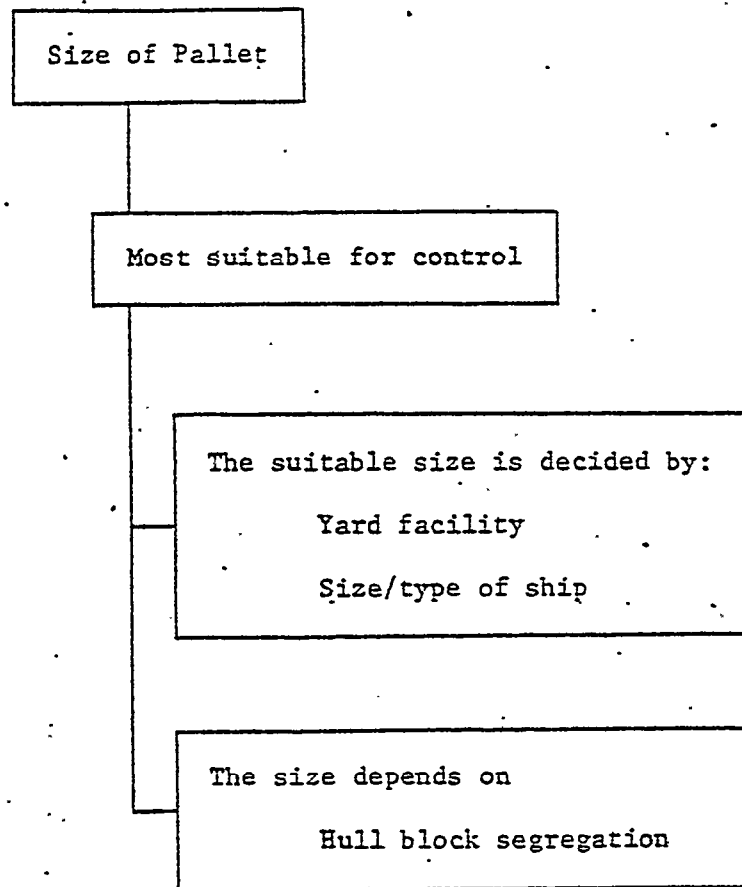 Size of Pallet
Most suitable for control
The suitable size is decided by:
Yard facility
Size/type of ship
The size depends on
Hull block segregation